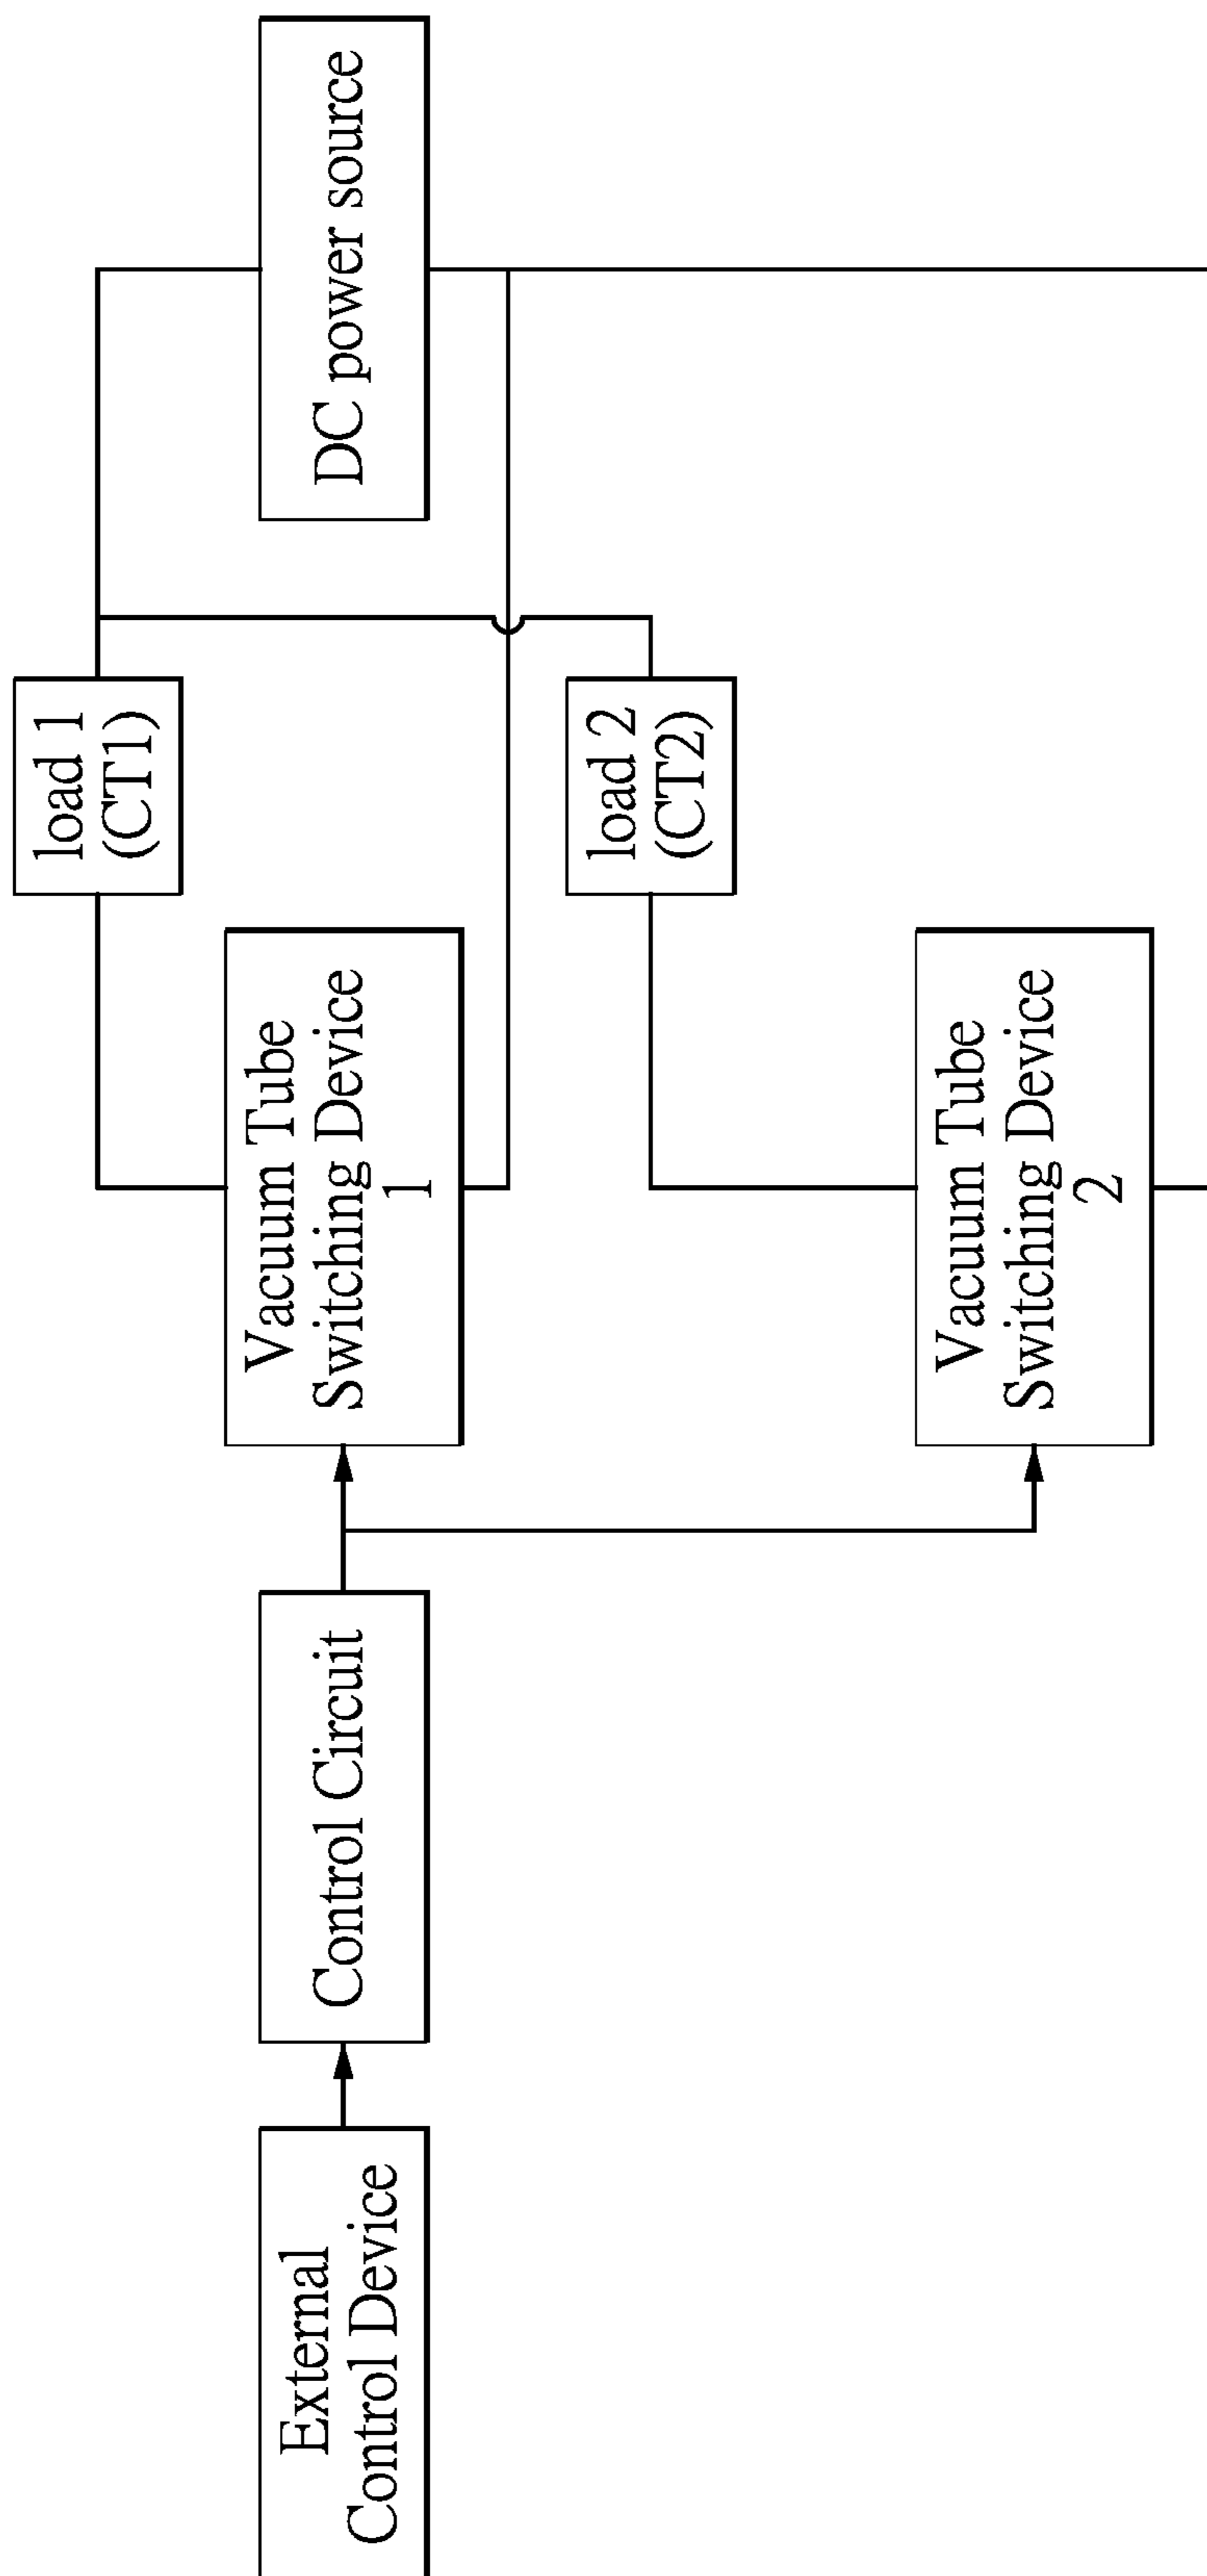 External
Control Device
Control Circuit
Vacuum Tube
Switching Device
1
load 1
(CT1)
DC power source
load 2
(CT2)
Vacuum Tube
Switching Device
2